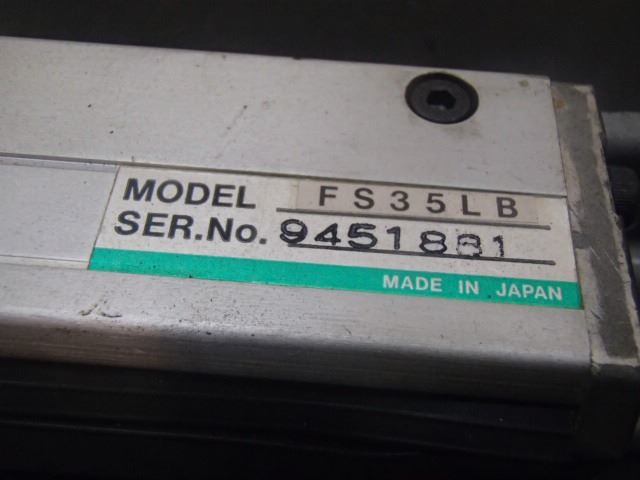 MODEL FS35LB
SER.No. 9451881
MADE IN JAPAN